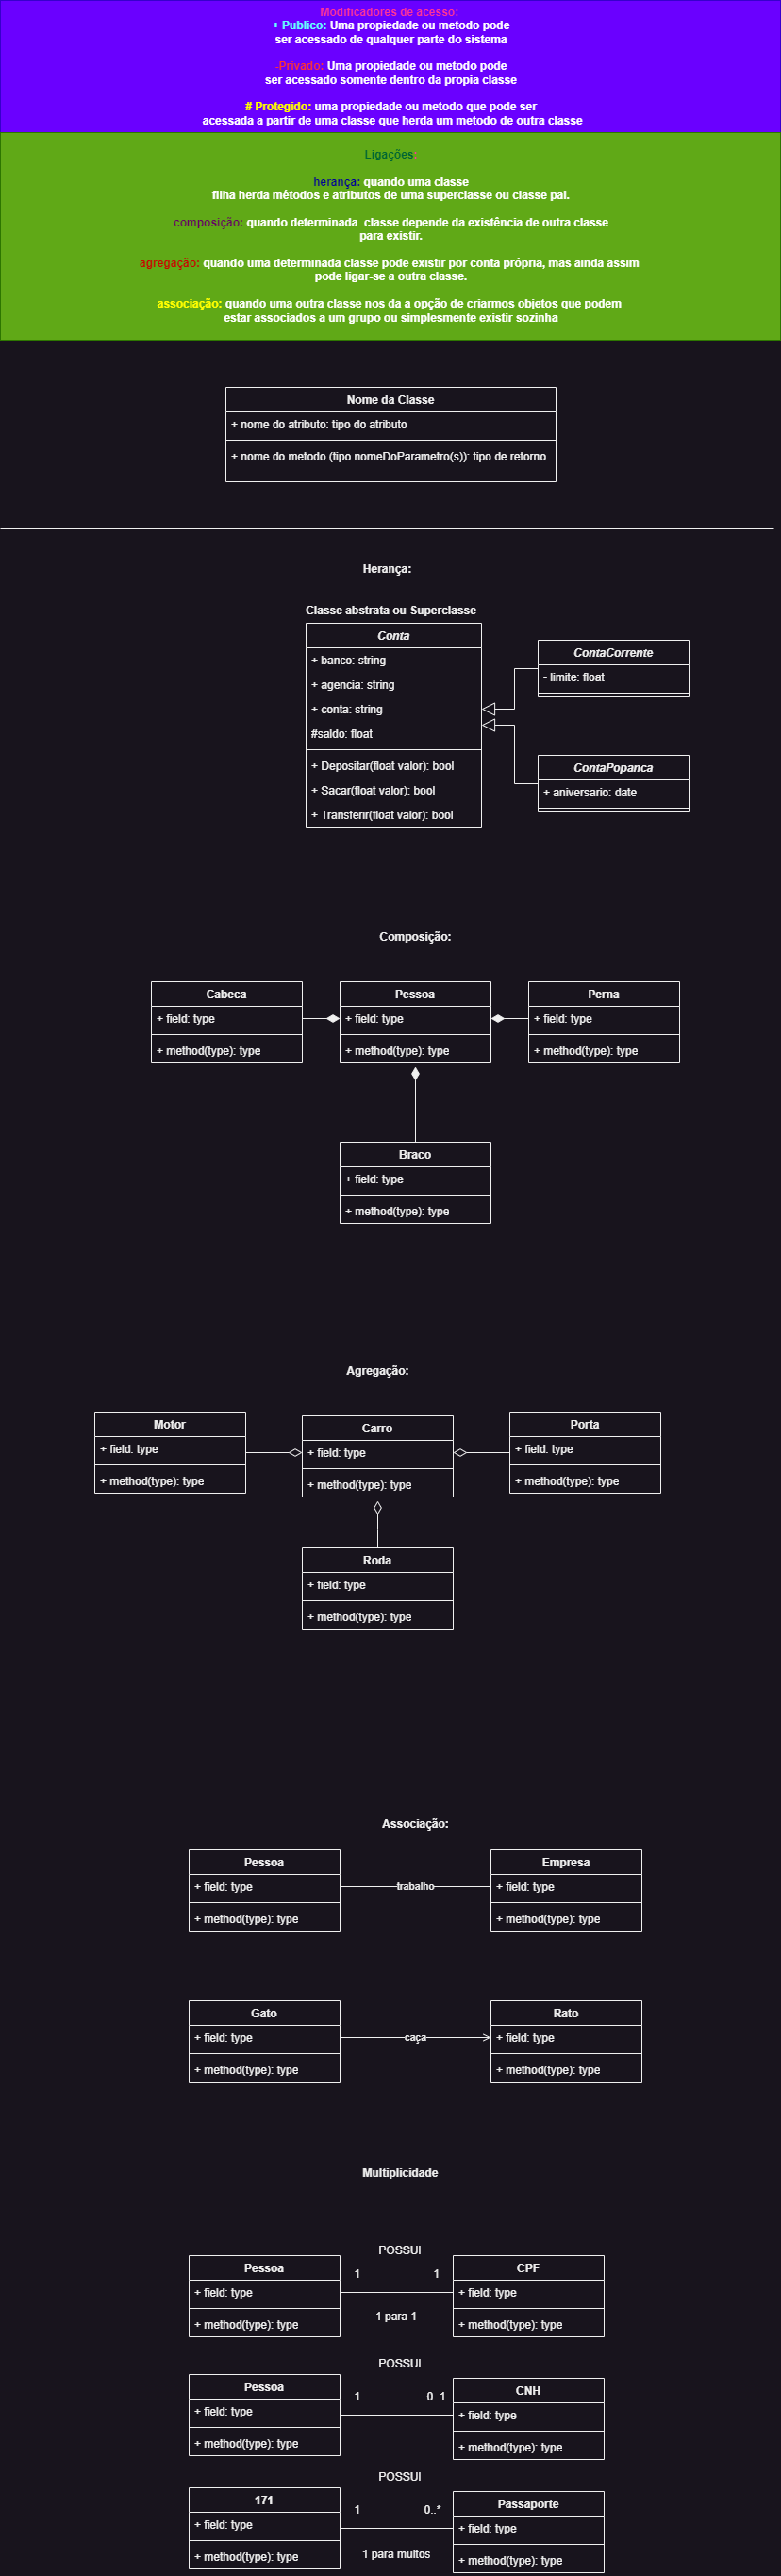 Modificadores de acesso:
+ Publico: Uma propiedade ou metodo pode
ser acessado de qualquer parte do sistema
-Privado: Uma propiedade ou metodo pode
ser acessado somente dentro da propia classe
# Protegido: uma propiedade ou metodo que pode ser
acessada a partir de uma classe que herda um metodo de outra classe
Ligações
herança: quando uma classe
filha herda métodos e atributos de uma superclasse ou classe pai.
composição: quando determinada classe depende da existência de outra classe
para existir.
agregação: quando uma determinada classe pode existir por conta própria, mas ainda assim
pode ligar-se a outra classe.
associação: quando uma outra classe nos da a opção de criarmos objetos que podem
estar associados a um grupo ou simplesmente existir sozinha
Nome da Classe
+ nome do atributo: tipo do atributo
+ nome do metodo (tipo nomeDoParametro(s)): tipo de retorno
Herança:
Classe abstrata ou Superclasse
Conta
+ banco: string
+ agencia: string
+ conta: string
#saldo: float
+ Depositar(float valor): bool
+ Sacar(float valor): bool
+ Transferir(float valor): bool
ContaCorrente
- limite: float
ContaPopanca
+ aniversario: date
Composição:
Cabeca
+ field: type
+ method(type): type
Pessoa
+ field: type
+ method(type): type
Perna
+ field: type
+ method(type): type
Braco
+ field: type
+ method(type): type
Agregação:
Motor
+ field: type
+ method(type): type
Carro
+ field: type
+ method(type): type
Porta
+ field: type
+ method(type): type
Roda
+ field: type
+ method(type): type
Associação:
Pessoa
+ field: type
+ method(type): type
trabalho
Empresa
+ field: type
+ method(type): type
Gato
+ field: type
+ method(type): type
caça
Rato
+ field: type
+ method(type): type
Multiplicidade
Pessoa
+ field: type
+ method(type): type
POSSUI
1 1
1 para 1
CPF
+ field: type
+ method(type): type
Pessoa
+ field: type
+ method(type): type
POSSUI
1 0..1
CNH
+ field: type
+ method(type): type
171
+ field: type
+ method(type): type
POSSUI
1 0..*
1 para muitos
Passaporte
+ field: type
+ method(type): type